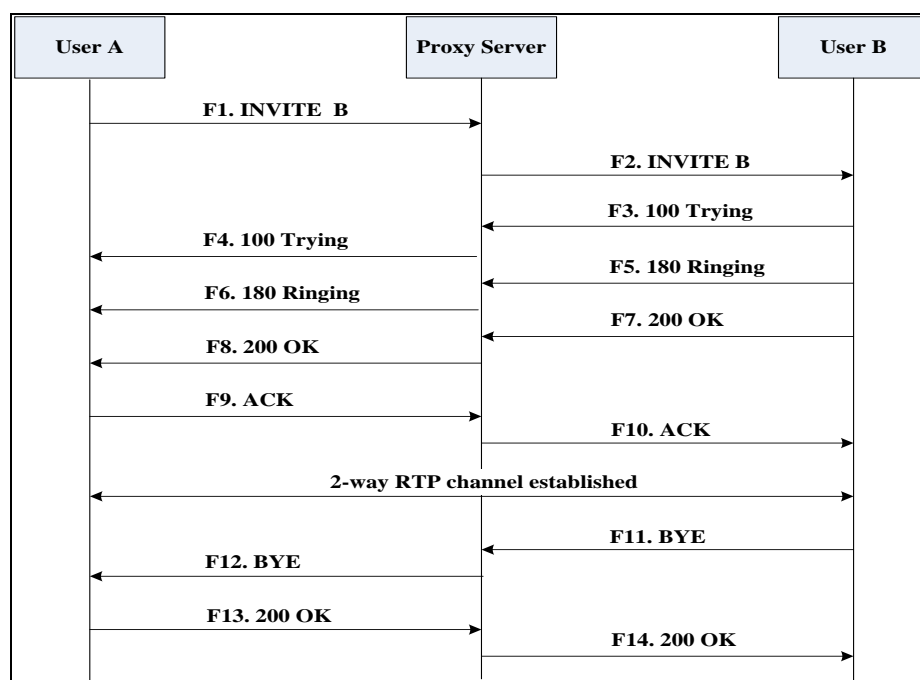 User A
Proxy Server
User B
F1. INVITE B
F2. INVITE B
F3. 100 Trying
F4. 100 Trying
F5. 180 Ringing
F6. 180 Ringing
F7. 200 OK
F8. 200 OK
F9. ACK
F10. ACK
2-way RTP channel established
F11. BYE
F12. BYE
F13. 200 OK
F14. 200 OK